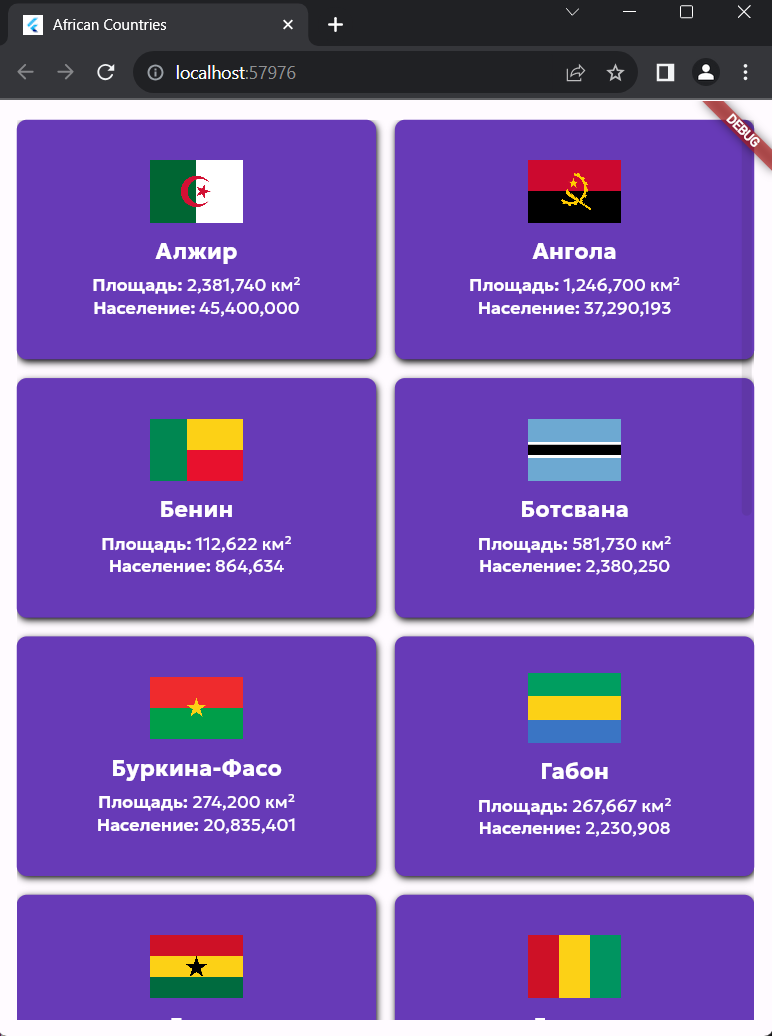 African Countries
localhost:57976
DEBUG
Алжир
Площадь: 2,381,740 км²
Население: 45,400,000
Ангола
Площадь: 1,246,700 км²
Население: 37,290,193
Бенин
Площадь: 112,622 км²
Население: 864,634
Ботсвана
Площадь: 581,730 км²
Население: 2,380,250
Буркина-Фасо
Площадь: 274,200 км²
Население: 20,835,401
Габон
Площадь: 267,667 км²
Население: 2,230,908